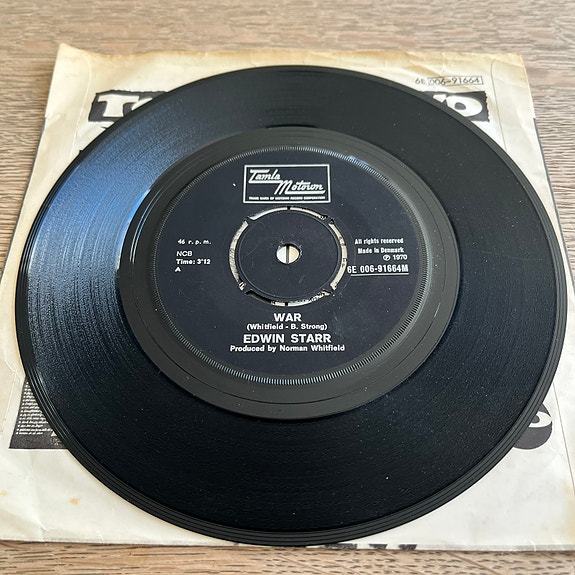 6E 006-91664
Tamla
Motown
TRADE MARK OF MOTOWN RECORD CORPORATION
46 r.p.m.
NCB
Time: 3'12
A
All rights reserved
Made in Denmark
Ⓟ 1970
6E 006-91664M
WAR
(Whitfield - B. Strong)
EDWIN STARR
Produced by Norman Whitfield